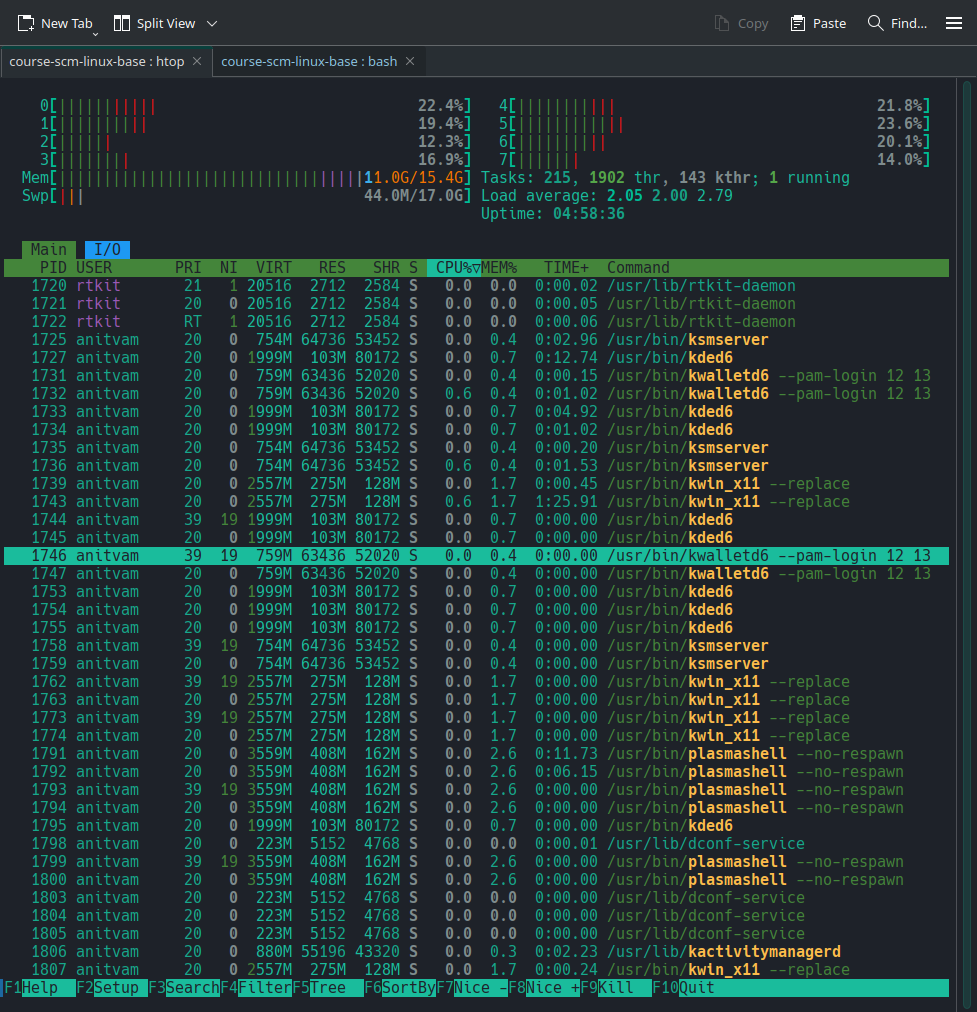 New Tab Split View Copy Paste Find...
course-scm-linux-base : htop course-scm-linux-base : bash
0[||||||||||| 22.4%] 4[||||||||||| 21.8%]
1[|||||||||| 19.4%] 5[|||||||||||| 23.6%]
2[|||||| 12.3%] 6[|||||||||| 20.1%]
3[|||||||| 16.9%] 7[||||||| 14.0%]
Mem[||||||||||||||||||||||||||||||||||11.0G/15.4G] Tasks: 215, 1902 thr, 143 kthr; 1 running
Swp[||| 44.0M/17.0G] Load average: 2.05 2.00 2.79
Uptime: 04:58:36
Main I/O
PID USER PRI NI VIRT RES SHR S CPU%▽MEM% TIME+ Command
1720 rtkit 21 1 20516 2712 2584 S 0.0 0.0 0:00.02 /usr/lib/rtkit-daemon
1721 rtkit 20 0 20516 2712 2584 S 0.0 0.0 0:00.05 /usr/lib/rtkit-daemon
1722 rtkit RT 1 20516 2712 2584 S 0.0 0.0 0:00.06 /usr/lib/rtkit-daemon
1725 anitvam 20 0 754M 64736 53452 S 0.0 0.4 0:02.96 /usr/bin/ksmserver
1727 anitvam 20 0 1999M 103M 80172 S 0.0 0.7 0:12.74 /usr/bin/kded6
1731 anitvam 20 0 759M 63436 52020 S 0.0 0.4 0:00.15 /usr/bin/kwalletd6 --pam-login 12 13
1732 anitvam 20 0 759M 63436 52020 S 0.6 0.4 0:01.02 /usr/bin/kwalletd6 --pam-login 12 13
1733 anitvam 20 0 1999M 103M 80172 S 0.0 0.7 0:04.92 /usr/bin/kded6
1734 anitvam 20 0 1999M 103M 80172 S 0.0 0.7 0:01.02 /usr/bin/kded6
1735 anitvam 20 0 754M 64736 53452 S 0.0 0.4 0:00.20 /usr/bin/ksmserver
1736 anitvam 20 0 754M 64736 53452 S 0.6 0.4 0:01.53 /usr/bin/ksmserver
1739 anitvam 20 0 2557M 275M 128M S 0.0 1.7 0:00.45 /usr/bin/kwin_x11 --replace
1743 anitvam 20 0 2557M 275M 128M S 0.6 1.7 1:25.91 /usr/bin/kwin_x11 --replace
1744 anitvam 39 19 1999M 103M 80172 S 0.0 0.7 0:00.00 /usr/bin/kded6
1745 anitvam 20 0 1999M 103M 80172 S 0.0 0.7 0:00.00 /usr/bin/kded6
1746 anitvam 39 19 759M 63436 52020 S 0.0 0.4 0:00.00 /usr/bin/kwalletd6 --pam-login 12 13
1747 anitvam 20 0 759M 63436 52020 S 0.0 0.4 0:00.00 /usr/bin/kwalletd6 --pam-login 12 13
1753 anitvam 20 0 1999M 103M 80172 S 0.0 0.7 0:00.00 /usr/bin/kded6
1754 anitvam 20 0 1999M 103M 80172 S 0.0 0.7 0:00.00 /usr/bin/kded6
1755 anitvam 20 0 1999M 103M 80172 S 0.0 0.7 0:00.00 /usr/bin/kded6
1758 anitvam 39 19 754M 64736 53452 S 0.0 0.4 0:00.00 /usr/bin/ksmserver
1759 anitvam 20 0 754M 64736 53452 S 0.0 0.4 0:00.00 /usr/bin/ksmserver
1762 anitvam 39 19 2557M 275M 128M S 0.0 1.7 0:00.00 /usr/bin/kwin_x11 --replace
1763 anitvam 20 0 2557M 275M 128M S 0.0 1.7 0:00.00 /usr/bin/kwin_x11 --replace
1773 anitvam 39 19 2557M 275M 128M S 0.0 1.7 0:00.00 /usr/bin/kwin_x11 --replace
1774 anitvam 20 0 2557M 275M 128M S 0.0 1.7 0:00.00 /usr/bin/kwin_x11 --replace
1791 anitvam 20 0 3559M 408M 162M S 0.0 2.6 0:11.73 /usr/bin/plasmashell --no-respawn
1792 anitvam 20 0 3559M 408M 162M S 0.0 2.6 0:06.15 /usr/bin/plasmashell --no-respawn
1793 anitvam 39 19 3559M 408M 162M S 0.0 2.6 0:00.00 /usr/bin/plasmashell --no-respawn
1794 anitvam 20 0 3559M 408M 162M S 0.0 2.6 0:00.00 /usr/bin/plasmashell --no-respawn
1795 anitvam 20 0 1999M 103M 80172 S 0.0 0.7 0:00.00 /usr/bin/kded6
1798 anitvam 20 0 223M 5152 4768 S 0.0 0.0 0:00.01 /usr/lib/dconf-service
1799 anitvam 39 19 3559M 408M 162M S 0.0 2.6 0:00.00 /usr/bin/plasmashell --no-respawn
1800 anitvam 20 0 3559M 408M 162M S 0.0 2.6 0:00.00 /usr/bin/plasmashell --no-respawn
1803 anitvam 20 0 223M 5152 4768 S 0.0 0.0 0:00.00 /usr/lib/dconf-service
1804 anitvam 20 0 223M 5152 4768 S 0.0 0.0 0:00.00 /usr/lib/dconf-service
1805 anitvam 20 0 223M 5152 4768 S 0.0 0.0 0:00.00 /usr/lib/dconf-service
1806 anitvam 20 0 880M 55196 43320 S 0.0 0.3 0:02.23 /usr/lib/kactivitymanagerd
1807 anitvam 20 0 2557M 275M 128M S 0.0 1.7 0:00.24 /usr/bin/kwin_x11 --replace
F1Help F2Setup F3SearchF4FilterF5Tree F6SortByF7Nice -F8Nice +F9Kill F10Quit